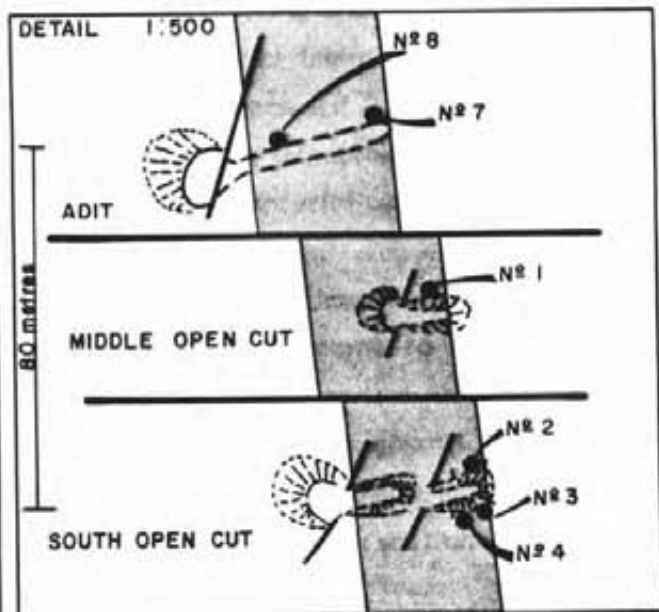 DETAIL 1:500
Nº 8
Nº 7
ADIT
80 metres
Nº 1
MIDDLE OPEN CUT
Nº 2
Nº 3
SOUTH OPEN CUT
Nº 4